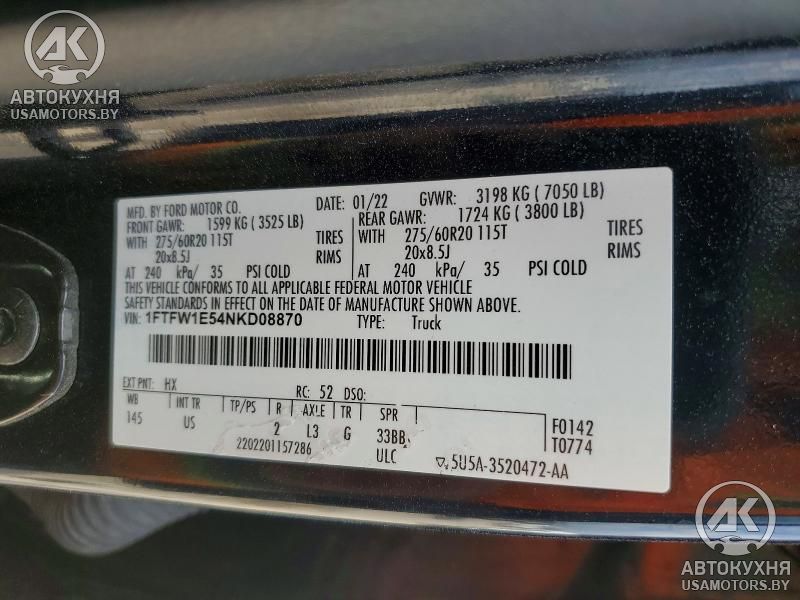 AK
АВТОКУХНЯ
USAMOTORS.BY
MFD. BY FORD MOTOR CO. DATE: 01/22 GVWR: 3198 KG ( 7050 LB)
FRONT GAWR: 1599 KG ( 3525 LB) REAR GAWR: 1724 KG ( 3800 LB)
WITH 275/60R20 115T TIRES WITH 275/60R20 115T TIRES
20x8.5J RIMS 20x8.5J RIMS
AT 240 kPa/ 35 PSI COLD AT 240 kPa/ 35 PSI COLD
THIS VEHICLE CONFORMS TO ALL APPLICABLE FEDERAL MOTOR VEHICLE
SAFETY STANDARDS IN EFFECT ON THE DATE OF MANUFACTURE SHOWN ABOVE.
VIN: 1FTFW1E54NKD08870 TYPE: Truck
EXT PNT: HX RC: 52 DSO:
WB INT TR TP/PS R AXLE TR SPR F0142
145 US 2 L3 G 33BB T0774
2202201157286 ULC 5U5A-3520472-AA
AK
АВТОКУХНЯ
USAMOTORS.BY